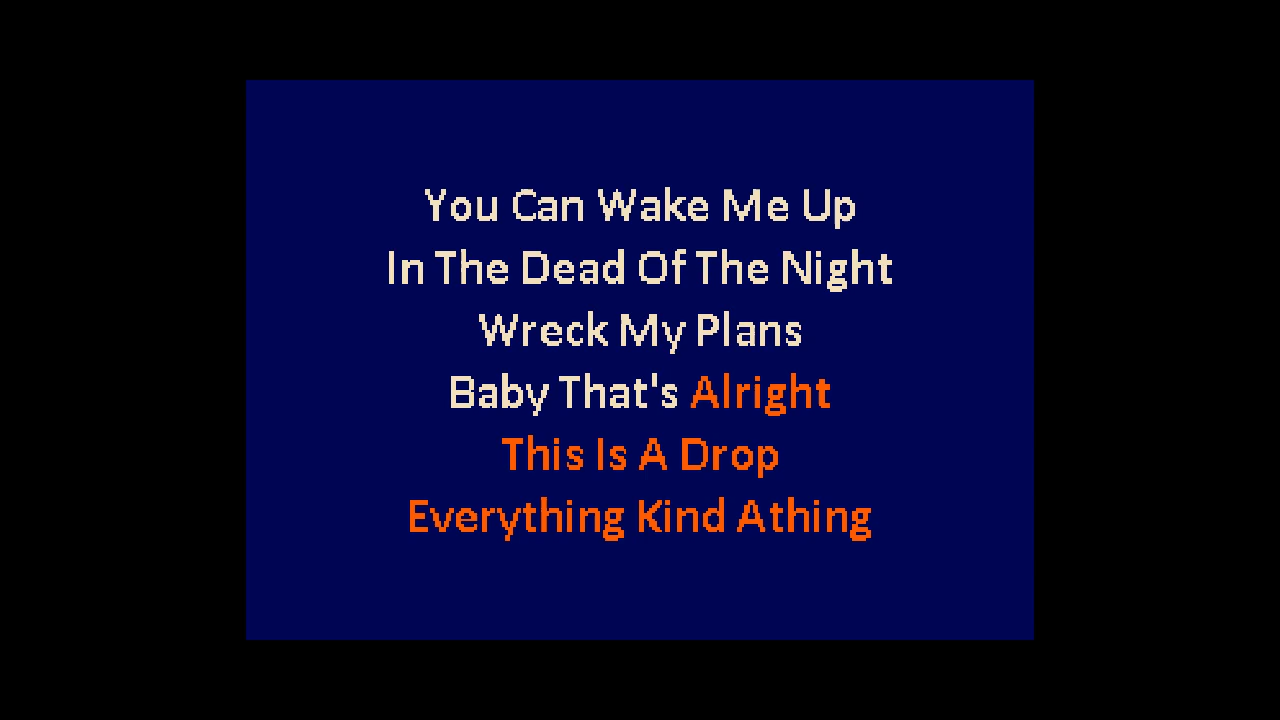 You Can Wake Me Up
In The Dead Of The Night
Wreck My Plans
Baby That's Alright
This Is A Drop
Everything Kind Athing